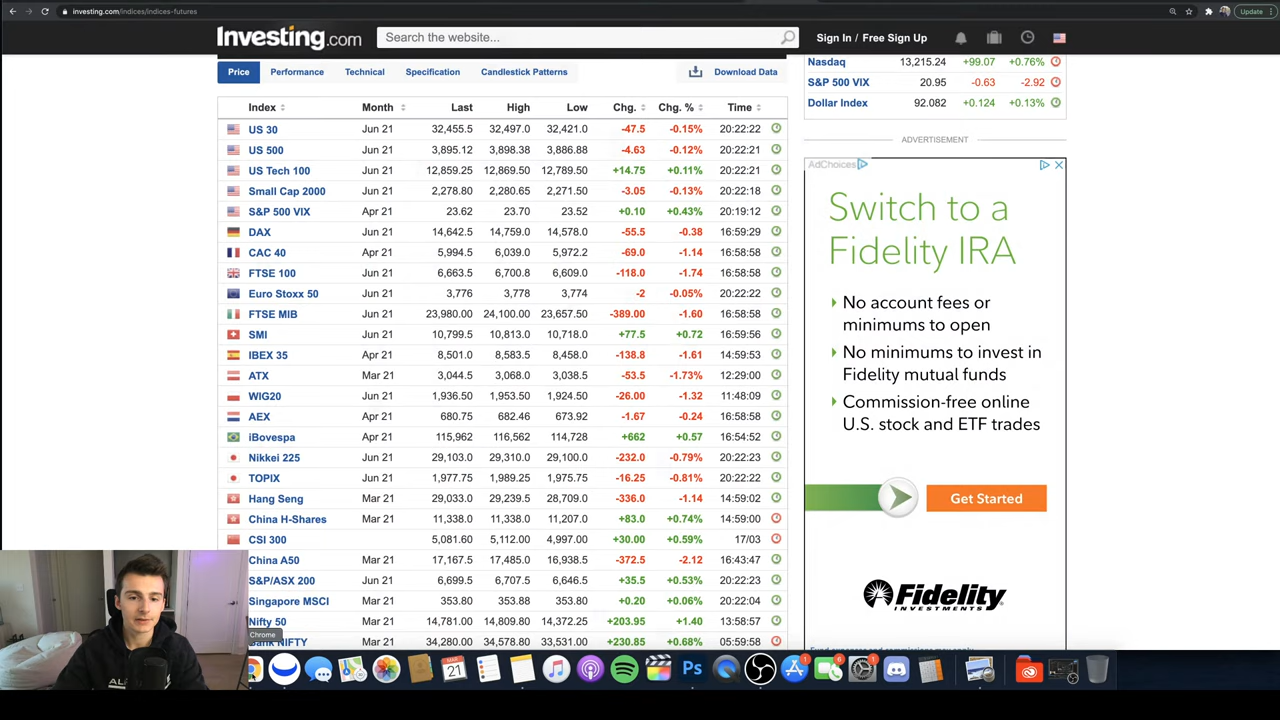 investing.com/indices/indices-futures
Update
Investing.com
Search the website...
Sign In / Free Sign Up
Price Performance Technical Specification Candlestick Patterns Download Data
Index Month Last High Low Chg. Chg. % Time
US 30 Jun 21 32,455.5 32,497.0 32,421.0 -47.5 -0.15% 20:22:22
US 500 Jun 21 3,895.12 3,898.38 3,886.88 -4.63 -0.12% 20:22:21
US Tech 100 Jun 21 12,859.25 12,869.50 12,789.50 +14.75 +0.11% 20:22:21
Small Cap 2000 Jun 21 2,278.80 2,280.65 2,271.50 -3.05 -0.13% 20:22:18
S&P 500 VIX Apr 21 23.62 23.70 23.52 +0.10 +0.43% 20:19:12
DAX Jun 21 14,642.5 14,759.0 14,578.0 -55.5 -0.38 16:59:29
CAC 40 Apr 21 5,994.5 6,039.0 5,972.2 -69.0 -1.14 16:58:58
FTSE 100 Jun 21 6,663.5 6,700.8 6,609.0 -118.0 -1.74 16:58:58
Euro Stoxx 50 Jun 21 3,776 3,778 3,774 -2 -0.05% 20:22:22
FTSE MIB Jun 21 23,980.00 24,100.00 23,657.50 -389.00 -1.60 16:58:58
SMI Jun 21 10,799.5 10,813.0 10,718.0 +77.5 +0.72 16:59:56
IBEX 35 Apr 21 8,501.0 8,583.5 8,458.0 -138.8 -1.61 14:59:53
ATX Mar 21 3,044.5 3,068.0 3,038.5 -53.5 -1.73% 12:29:00
WIG20 Jun 21 1,936.50 1,953.50 1,924.50 -26.00 -1.32 11:48:09
AEX Apr 21 680.75 682.46 673.92 -1.67 -0.24 16:58:58
iBovespa Apr 21 115,962 116,562 114,728 +662 +0.57 16:54:52
Nikkei 225 Jun 21 29,103.0 29,310.0 29,100.0 -232.0 -0.79% 20:22:23
TOPIX Jun 21 1,977.75 1,989.25 1,975.75 -16.25 -0.81% 20:22:22
Hang Seng Mar 21 29,033.0 29,239.5 28,709.0 -336.0 -1.14 14:59:02
China H-Shares Mar 21 11,338.0 11,338.0 11,207.0 +83.0 +0.74% 14:59:00
CSI 300 5,081.60 5,112.00 4,997.00 +30.00 +0.59% 17/03
China A50 Mar 21 17,167.5 17,485.0 16,938.5 -372.5 -2.12 16:43:47
S&P/ASX 200 Jun 21 6,699.5 6,707.5 6,646.5 +35.5 +0.53% 20:22:23
Singapore MSCI Mar 21 353.80 353.88 353.80 +0.20 +0.06% 20:22:04
Nifty 50 Mar 21 14,781.00 14,809.80 14,372.25 +203.95 +1.40 13:58:57
Bank NIFTY Mar 21 34,280.00 34,578.80 33,531.00 +230.85 +0.68% 05:59:58
Chrome
Nasdaq 13,215.24 +99.07 +0.76%
S&P 500 VIX 20.95 -0.63 -2.92
Dollar Index 92.082 +0.124 +0.13%
ADVERTISEMENT
AdChoices
Switch to a
Fidelity IRA
No account fees or
minimums to open
No minimums to invest in
Fidelity mutual funds
Commission-free online
U.S. stock and ETF trades
Get Started
Fidelity
INVESTMENTS
MAR
21
Ps
1
6
1